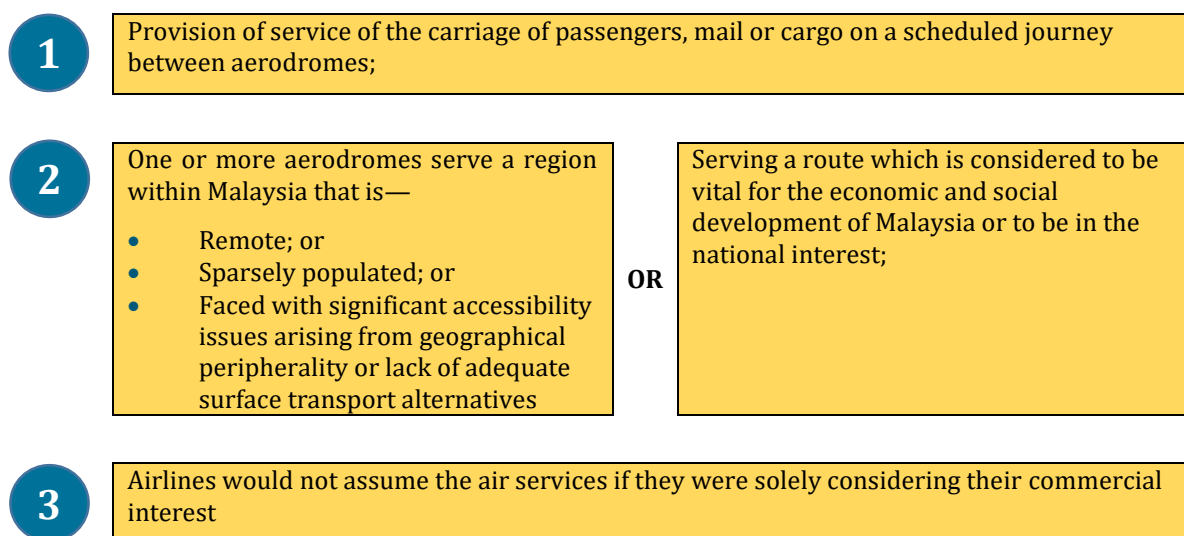 1
Provision of service of the carriage of passengers, mail or cargo on a scheduled journey
between aerodromes;
2
One or more aerodromes serve a region
within Malaysia that is—
• Remote; or
• Sparsely populated; or
• Faced with significant accessibility
issues arising from geographical
peripherality or lack of adequate
surface transport alternatives
OR
Serving a route which is considered to be
vital for the economic and social
development of Malaysia or to be in the
national interest;
3
Airlines would not assume the air services if they were solely considering their commercial
interest